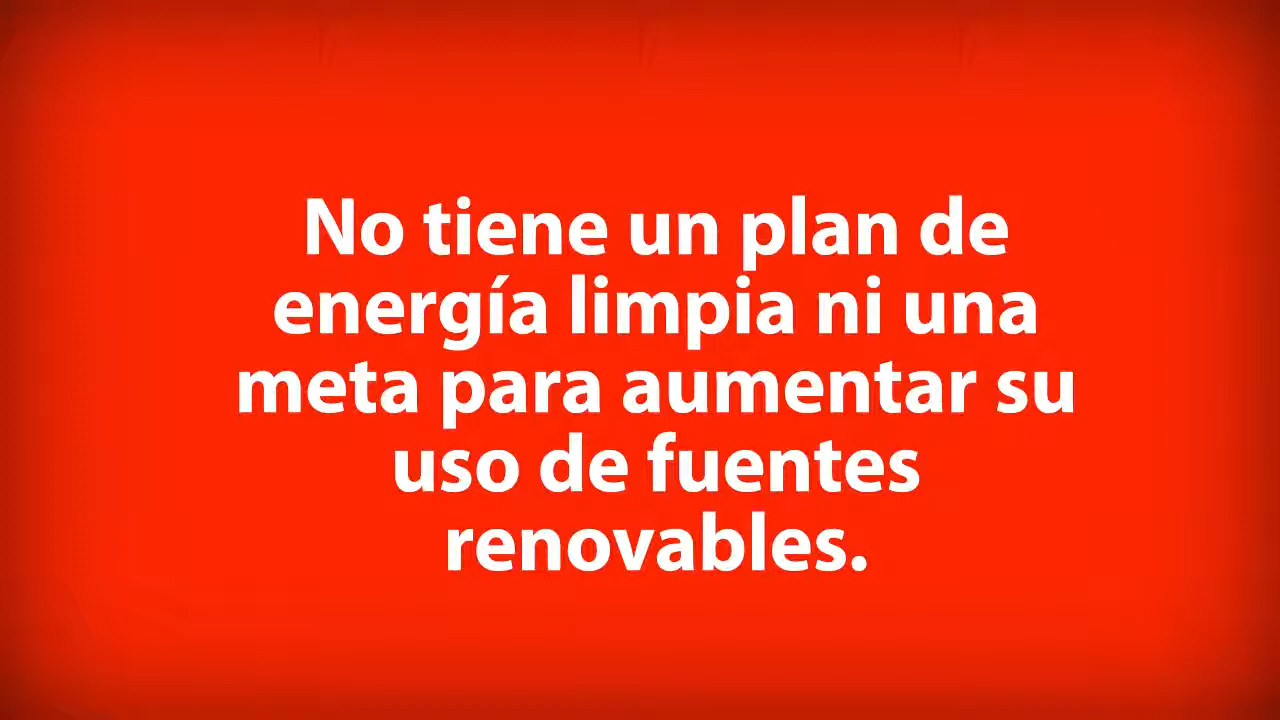 No tiene un plan de
energía limpia ni una
meta para aumentar su
uso de fuentes
renovables.